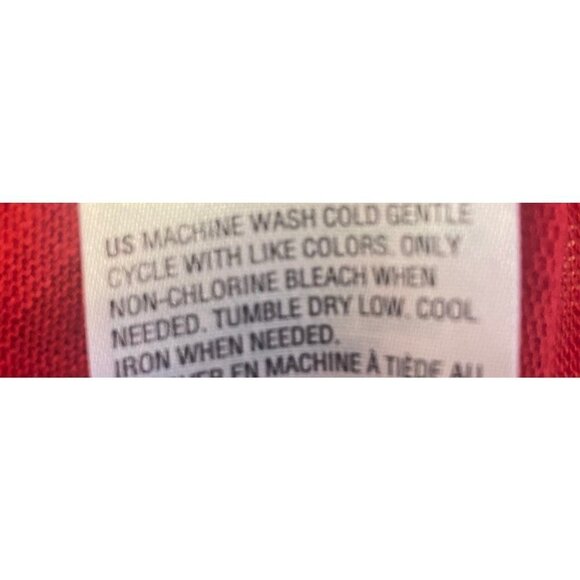 US MACHINE WASH COLD GENTLE
CYCLE WITH LIKE COLORS. ONLY
NON-CHLORINE BLEACH WHEN
NEEDED. TUMBLE DRY LOW. COOL
IRON WHEN NEEDED.
EN MACHINE À TIÈDE AU